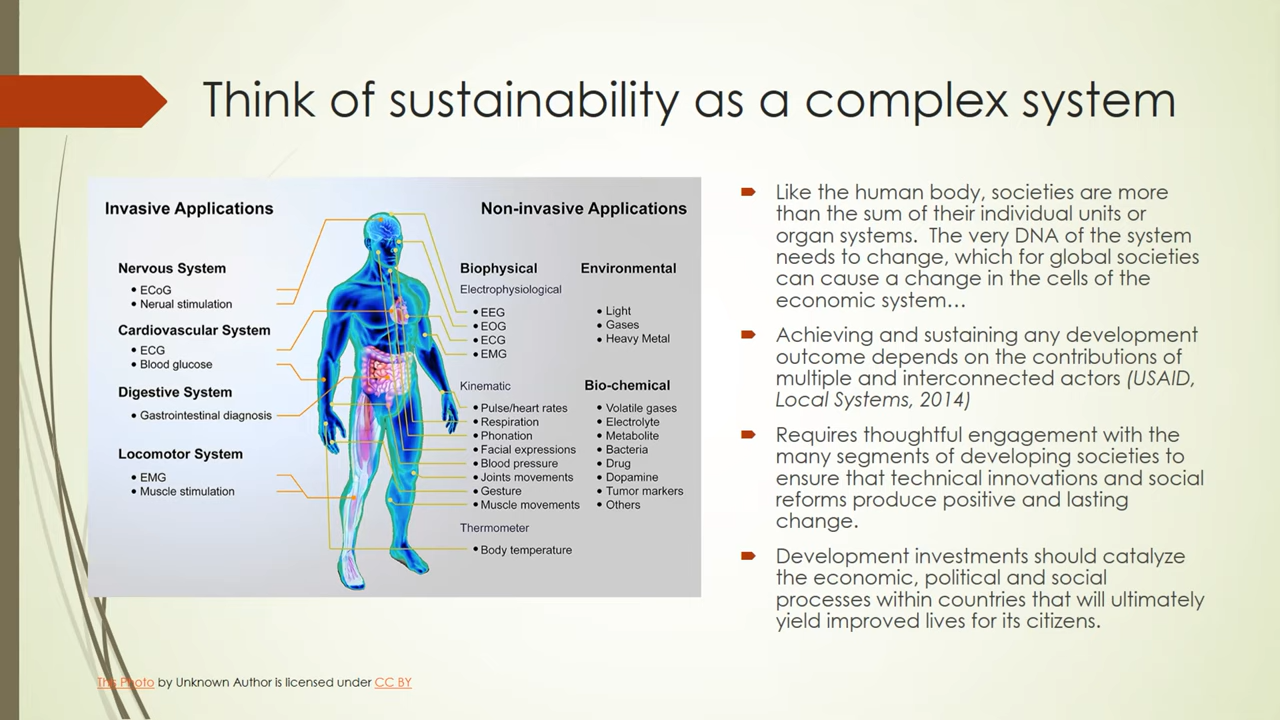 Think of sustainability as a complex system
Invasive Applications
Nervous System
• ECoG
• Nerual stimulation
Cardiovascular System
• ECG
• Blood glucose
Digestive System
• Gastrointestinal diagnosis
Locomotor System
• EMG
• Muscle stimulation
Non-invasive Applications
Biophysical
Electrophysiological
• EEG
• EOG
• ECG
• EMG
Kinematic
• Pulse/heart rates
• Respiration
• Phonation
• Facial expressions
• Blood pressure
• Joints movements
• Gesture
• Muscle movements
Thermometer
• Body temperature
Environmental
• Light
• Gases
• Heavy Metal
Bio-chemical
• Volatile gases
• Electrolyte
• Metabolite
• Bacteria
• Drug
• Dopamine
• Tumor markers
• Others
Like the human body, societies are more
than the sum of their individual units or
organ systems.  The very DNA of the system
needs to change, which for global societies
can cause a change in the cells of the
economic system…
Achieving and sustaining any development
outcome depends on the contributions of
multiple and interconnected actors (USAID,
Local Systems, 2014)
Requires thoughtful engagement with the
many segments of developing societies to
ensure that technical innovations and social
reforms produce positive and lasting
change.
Development investments should catalyze
the economic, political and social
processes within countries that will ultimately
yield improved lives for its citizens.
This Photo by Unknown Author is licensed under CC BY